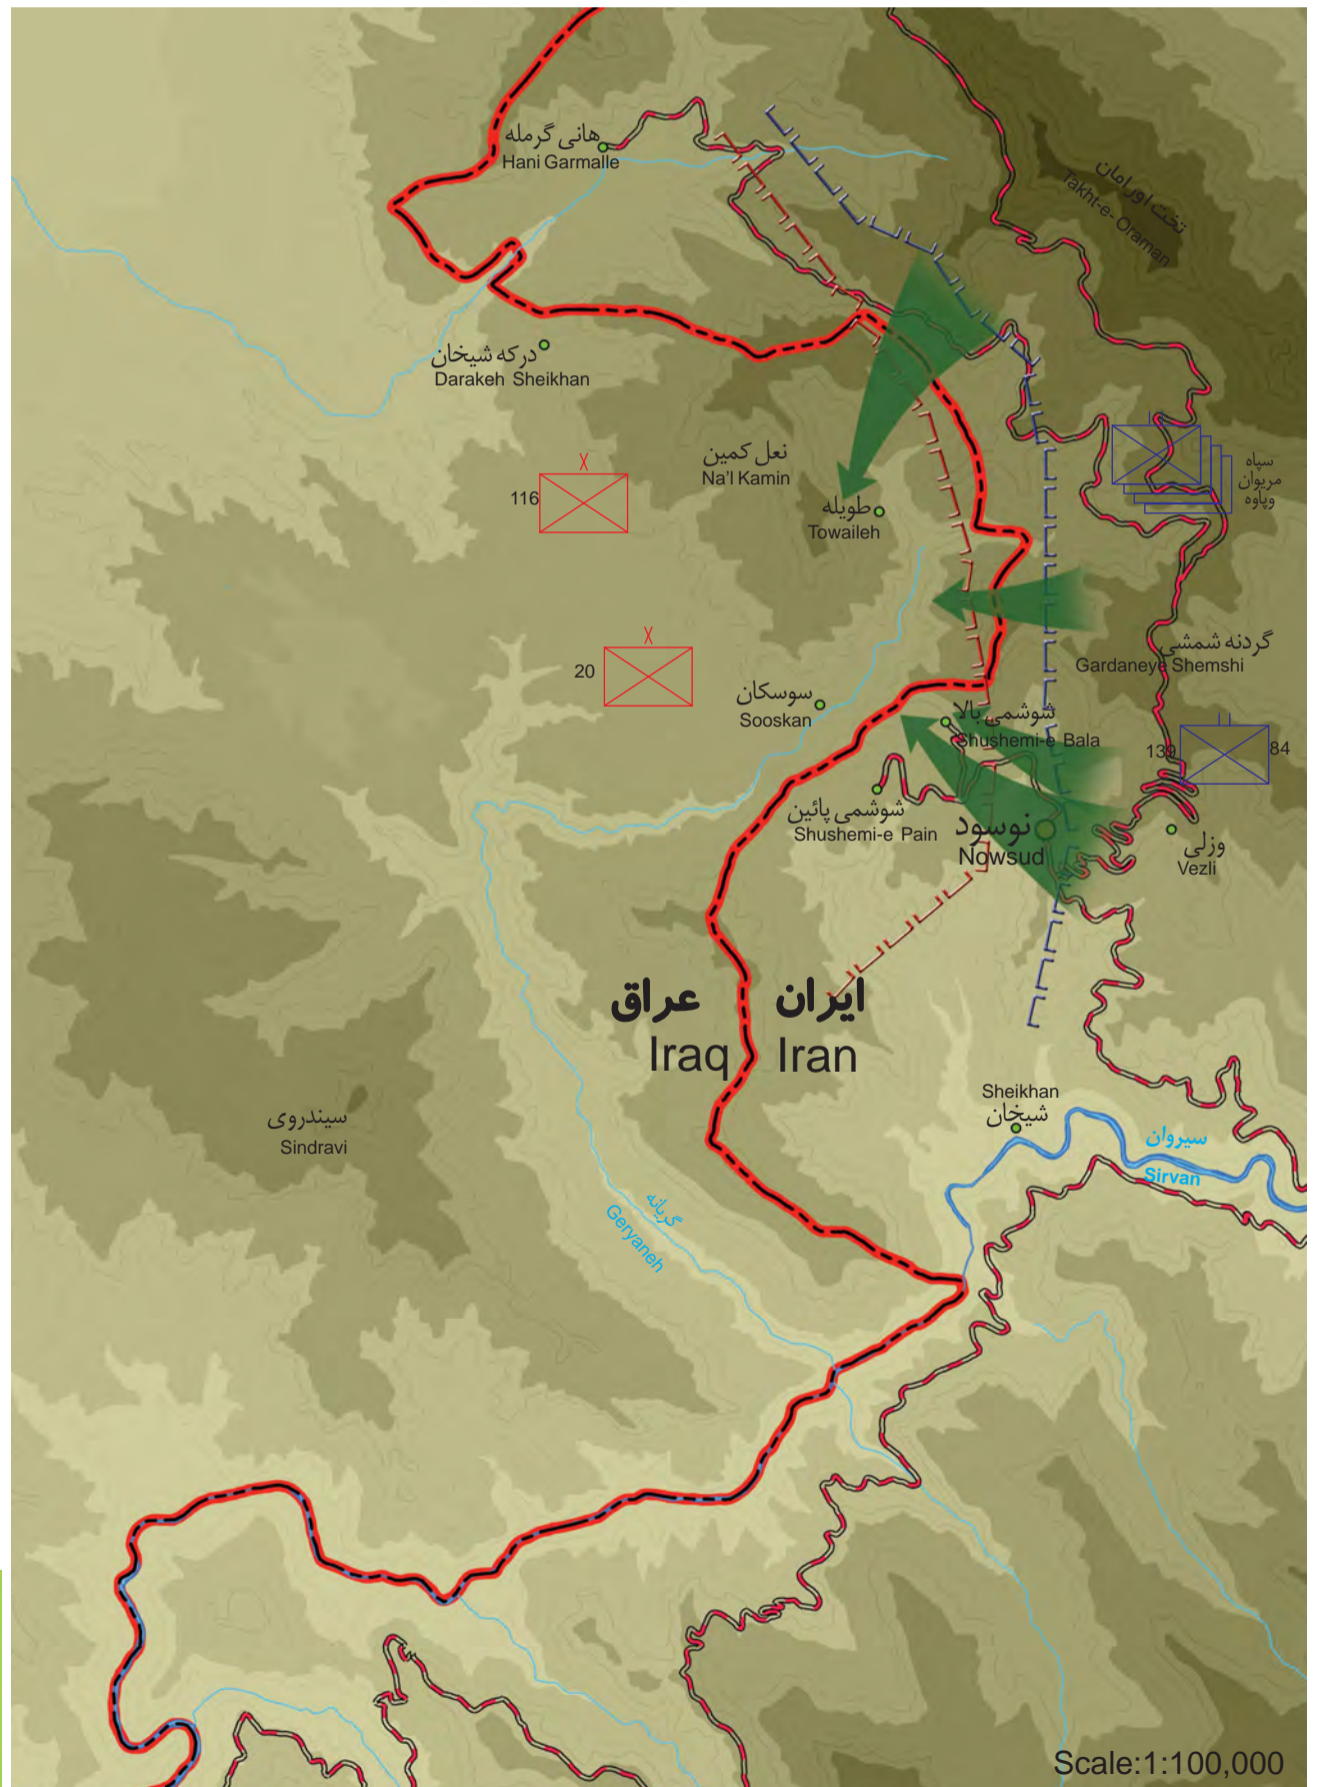 هانی گرمله
Hani Garmalle
تخت اورامان
Takht-e- Oraman
درکه شیخان
Darakeh Sheikhan
نعل کمین
Na'l Kamin
X
116
سپاه
مریوان
وپاوه
طویله
Towaileh
گردنه شمشی
Gardaneye Shemshi
X
20
سوسکان
Sooskan
شوشمی بالا
Shushemi-e Bala
139
84
شوشمی پائین
Shushemi-e Pain
نوسود
Nowsud
وزلی
Vezli
عراق
ایران
Iraq
Iran
Sheikhan
شیخان
سیندروی
Sindravi
سیروان
Sirvan
گریانه
Geryaneh
Scale:1:100,000